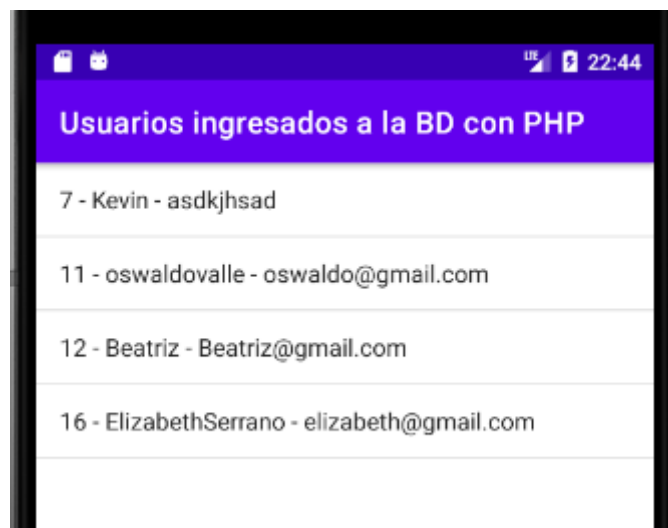 LTE 22:44
Usuarios ingresados a la BD con PHP
7 - Kevin - asdkjhsad
11 - oswaldovalle - oswaldo@gmail.com
12 - Beatriz - Beatriz@gmail.com
16 - ElizabethSerrano - elizabeth@gmail.com